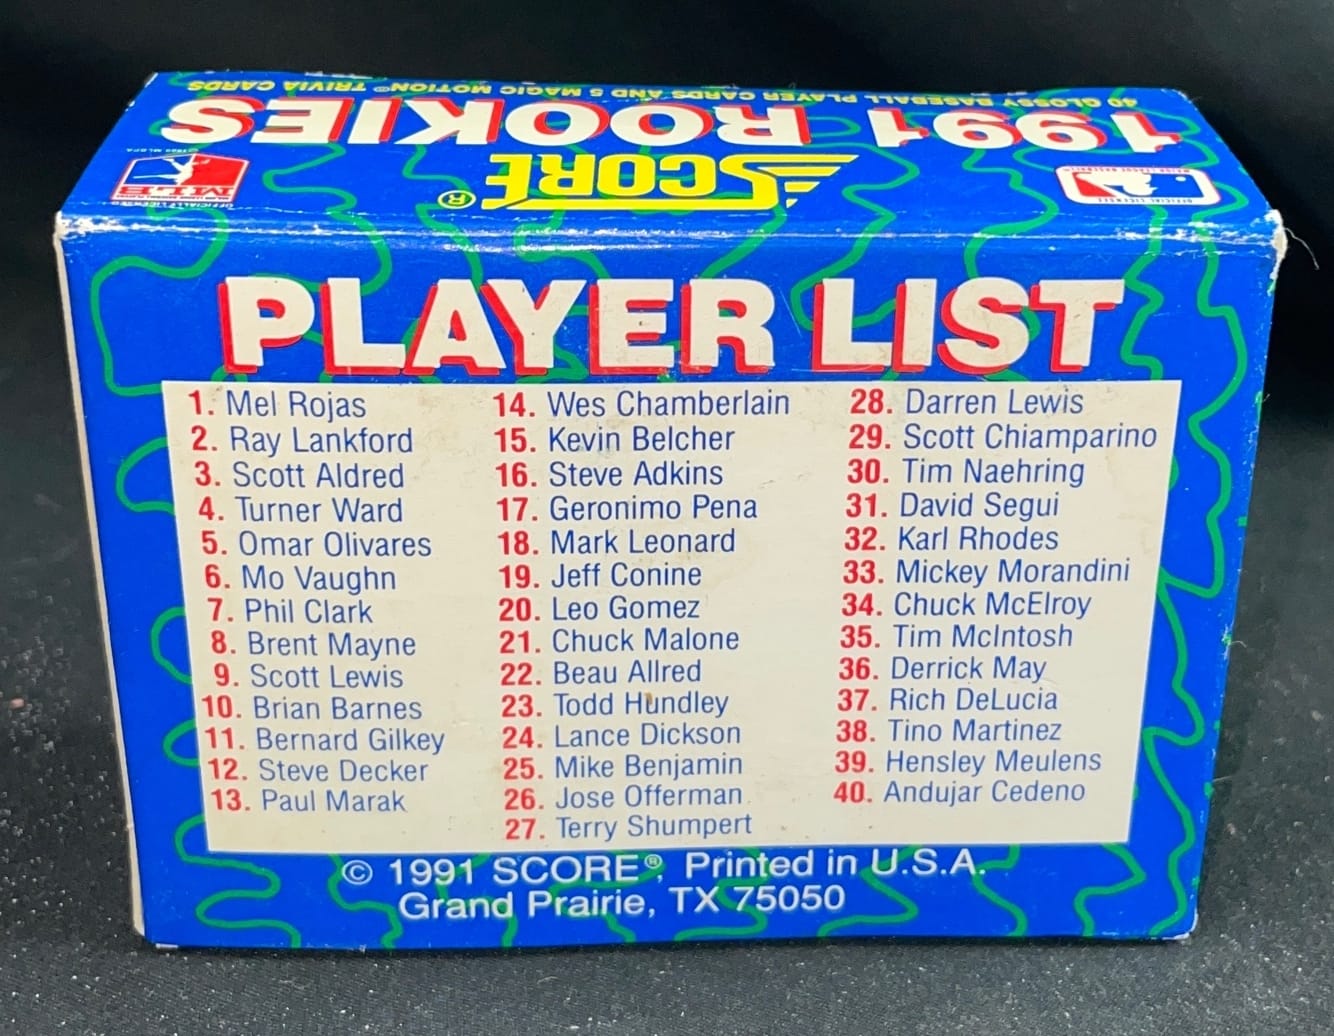 40 GLOSSY BASEBALL PLAYER CARDS AND 5 MAGIC MOTION® TRIVIA CARDS
1991 ROOKIES
SCORE®
PLAYER LIST
1. Mel Rojas
2. Ray Lankford
3. Scott Aldred
4. Turner Ward
5. Omar Olivares
6. Mo Vaughn
7. Phil Clark
8. Brent Mayne
9. Scott Lewis
10. Brian Barnes
11. Bernard Gilkey
12. Steve Decker
13. Paul Marak
14. Wes Chamberlain
15. Kevin Belcher
16. Steve Adkins
17. Geronimo Pena
18. Mark Leonard
19. Jeff Conine
20. Leo Gomez
21. Chuck Malone
22. Beau Allred
23. Todd Hundley
24. Lance Dickson
25. Mike Benjamin
26. Jose Offerman
27. Terry Shumpert
28. Darren Lewis
29. Scott Chiamparino
30. Tim Naehring
31. David Segui
32. Karl Rhodes
33. Mickey Morandini
34. Chuck McElroy
35. Tim McIntosh
36. Derrick May
37. Rich DeLucia
38. Tino Martinez
39. Hensley Meulens
40. Andujar Cedeno
© 1991 SCORE®, Printed in U.S.A.
Grand Prairie, TX 75050